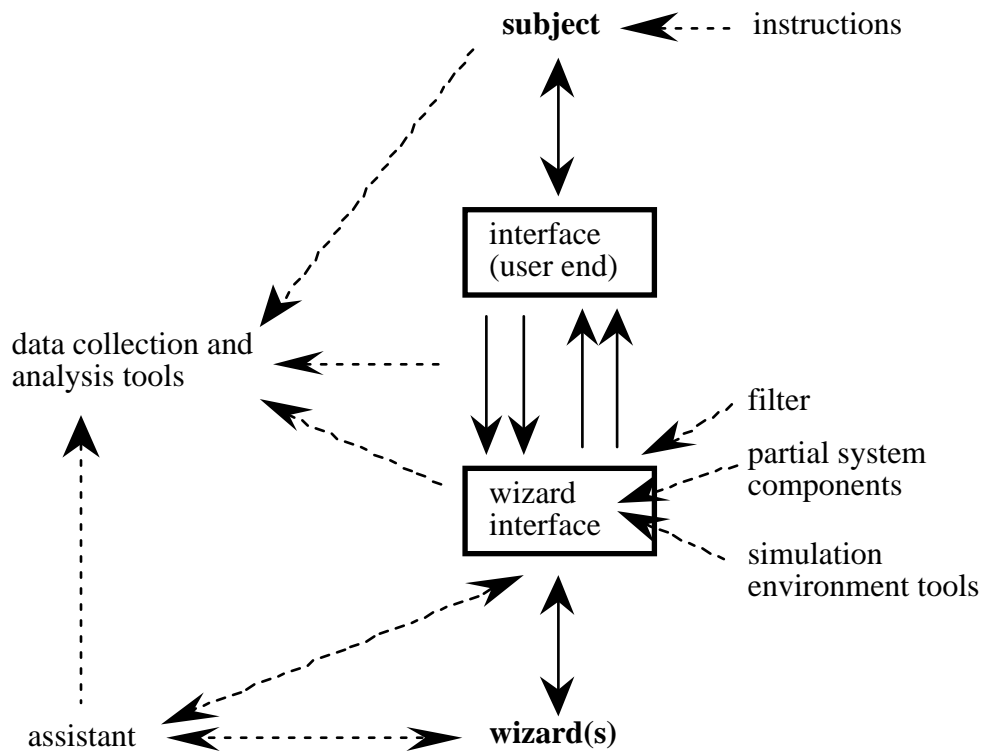 subject
instructions
interface
(user end)
data collection and
analysis tools
filter
partial system
components
wizard
interface
simulation
environment tools
assistant
wizard(s)